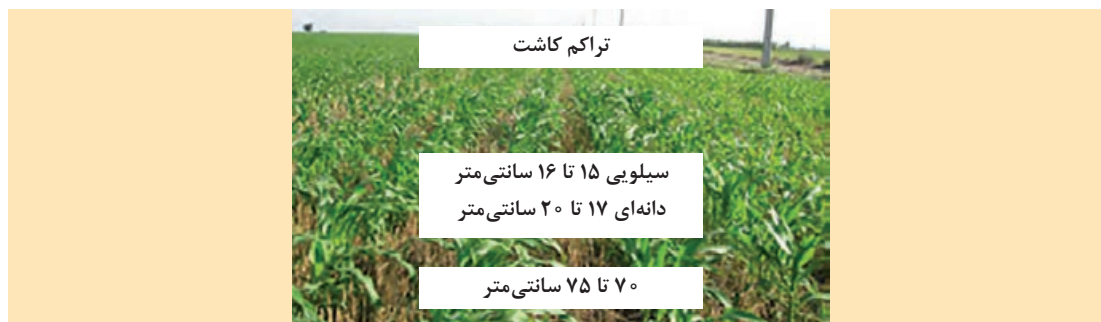 تراکم کاشت
سیلویی ۱۵ تا ۱۶ سانتی‌متر
دانه‌ای ۱۷ تا ۲۰ سانتی‌متر
۷۰ تا ۷۵ سانتی‌متر